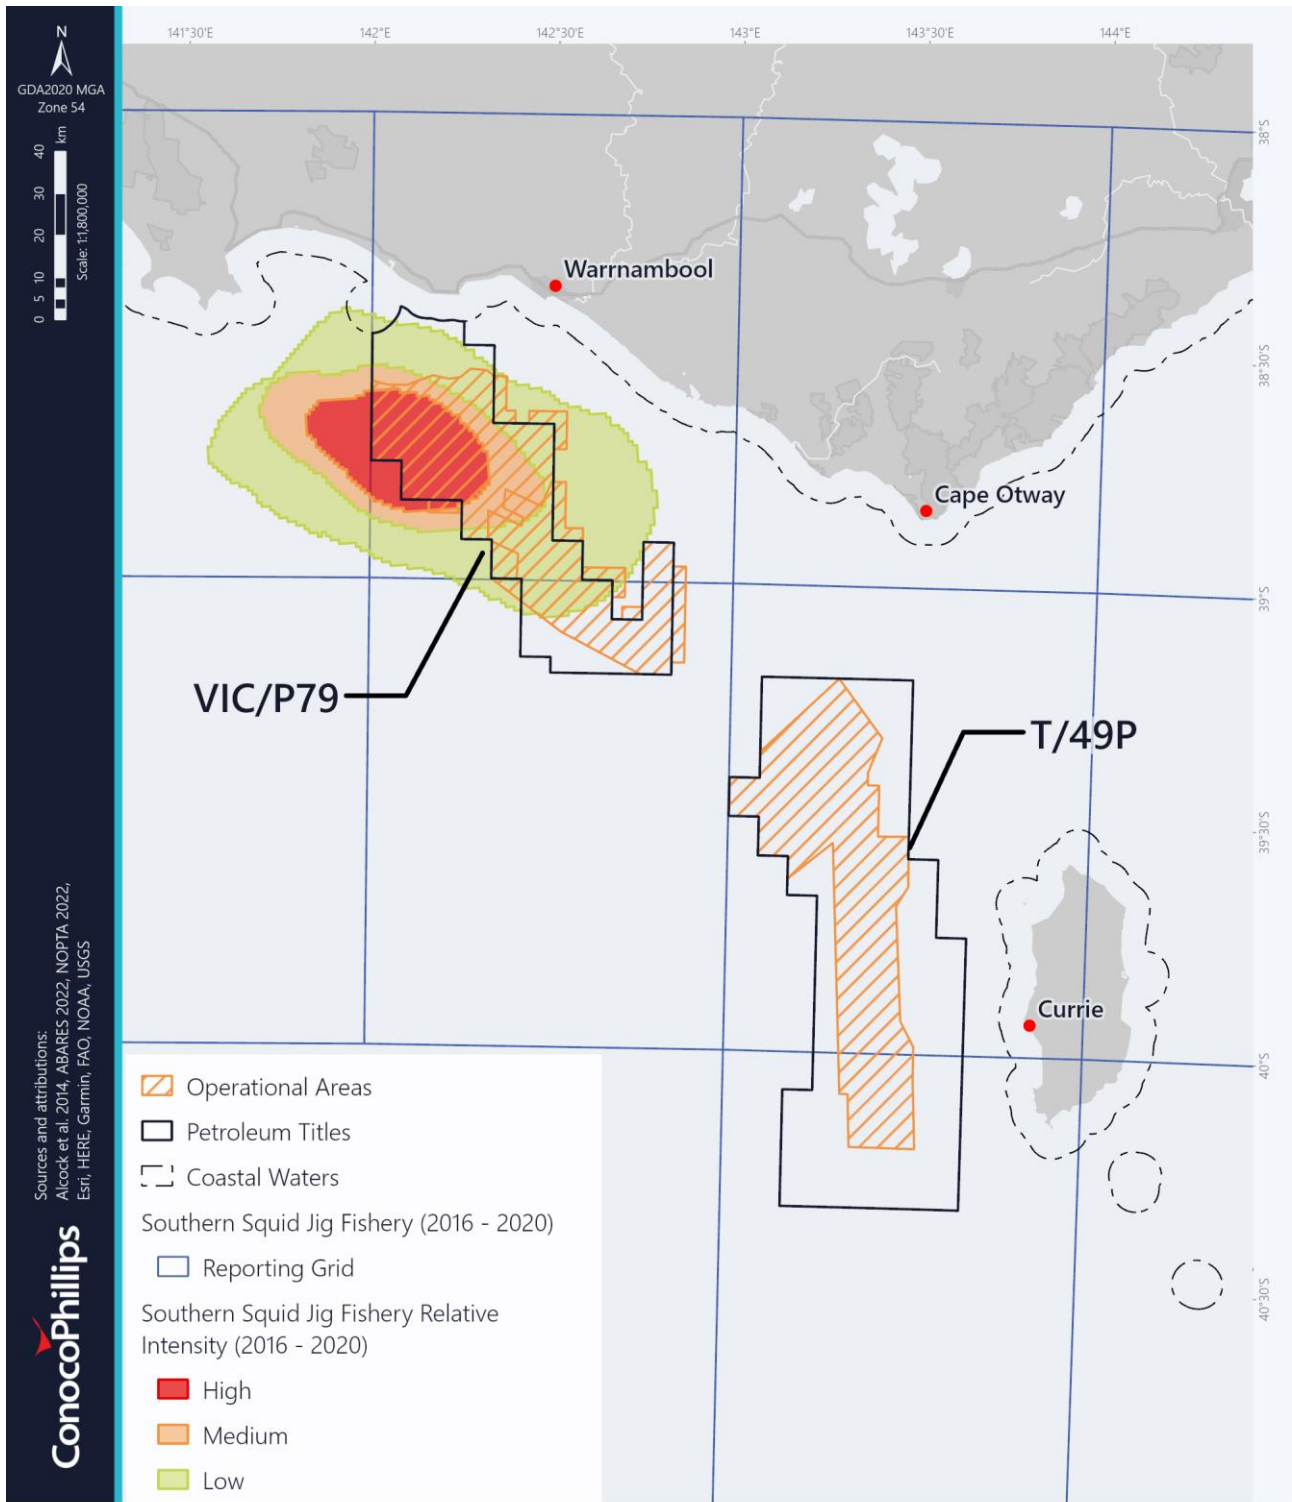 141°30'E
142°E
142°30'E
143°E
143°30'E
144°E
N
GDA2020 MGA
Zone 54
0 5 10 20 30 40 km
Scale: 1:1,800,000
38°S
38°30'S
39°S
39°30'S
40°S
40°30'S
Warrnambool
Cape Otway
VIC/P79
T/49P
Currie
Sources and attributions:
Alcock et al. 2014, ABARES 2022, NOPTA 2022,
Esri, HERE, Garmin, FAO, NOAA, USGS
ConocoPhillips
Operational Areas
Petroleum Titles
Coastal Waters
Southern Squid Jig Fishery (2016 - 2020)
Reporting Grid
Southern Squid Jig Fishery Relative
Intensity (2016 - 2020)
High
Medium
Low